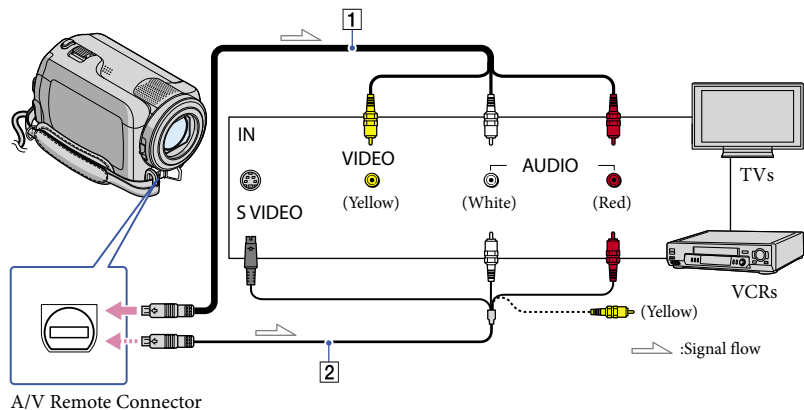 1
IN
VIDEO
AUDIO
TVs
(Yellow)
(White)
(Red)
S VIDEO
VCRs
(Yellow)
:Signal flow
2
A/V Remote Connector